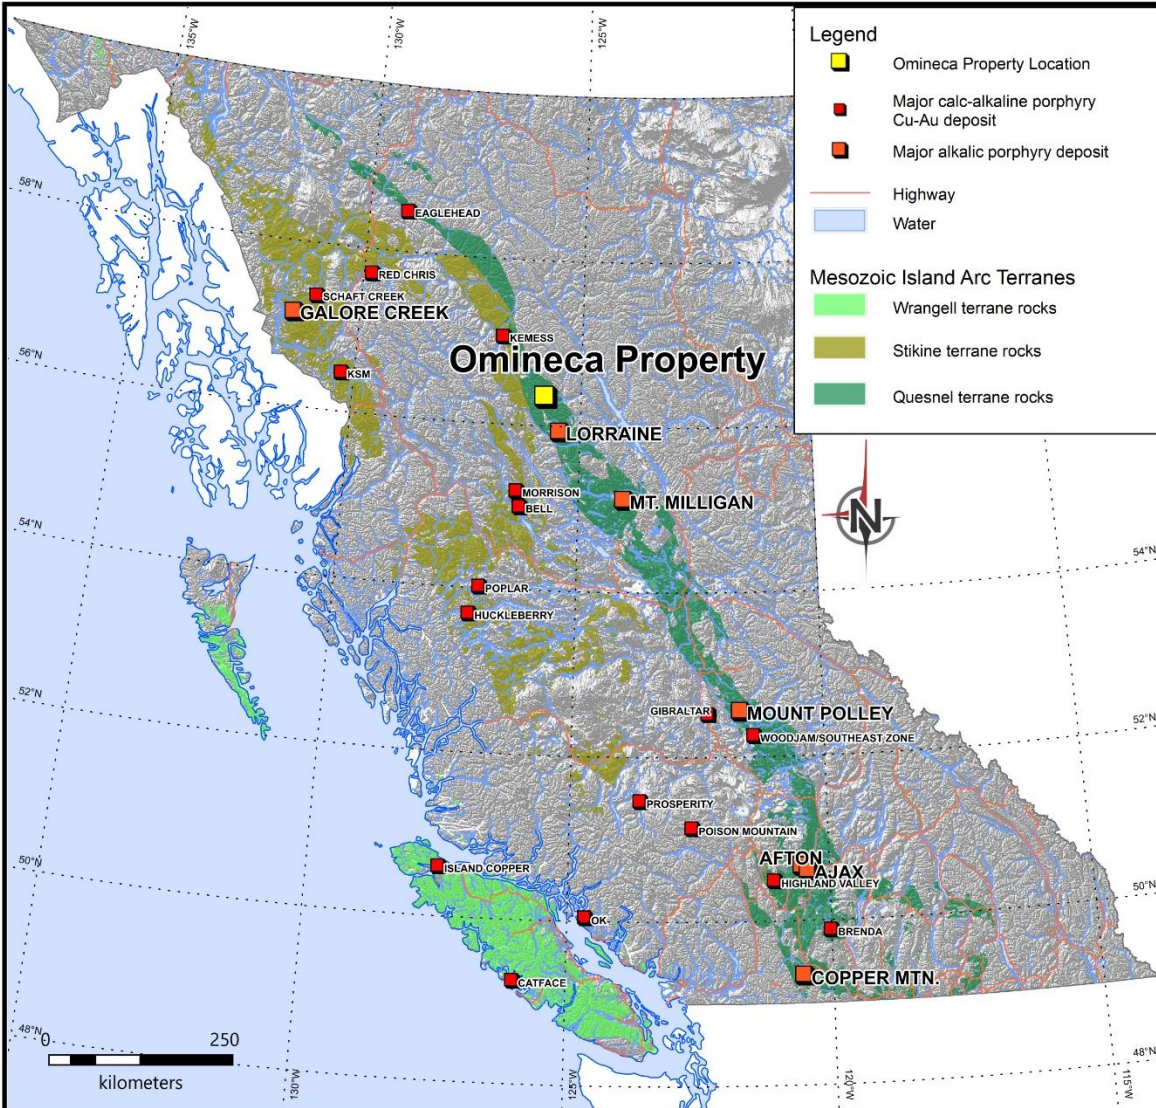 135°W
130°W
125°W
Legend
Omineca Property Location
Major calc-alkaline porphyry
Cu-Au deposit
Major alkalic porphyry deposit
Highway
Water
Mesozoic Island Arc Terranes
Wrangell terrane rocks
Stikine terrane rocks
Quesnel terrane rocks
58°N
EAGLEHEAD
RED CHRIS
SCHAFT CREEK
GALORE CREEK
KEMESS
56°N
Omineca Property
KSM
LORRAINE
MORRISON
BELL
MT. MILLIGAN
N
54°N
54°N
POPLAR
HUCKLEBERRY
52°N
GIBRALTAR
MOUNT POLLEY
52°N
WOODJAM/SOUTHEAST ZONE
PROSPERITY
POISON MOUNTAIN
50°N
ISLAND COPPER
AFTON
AJAX
HIGHLAND VALLEY
50°N
OK
BRENDA
CATFACE
COPPER MTN.
48°N
0 250
kilometers
48°N
130°W
125°W
120°W
115°W